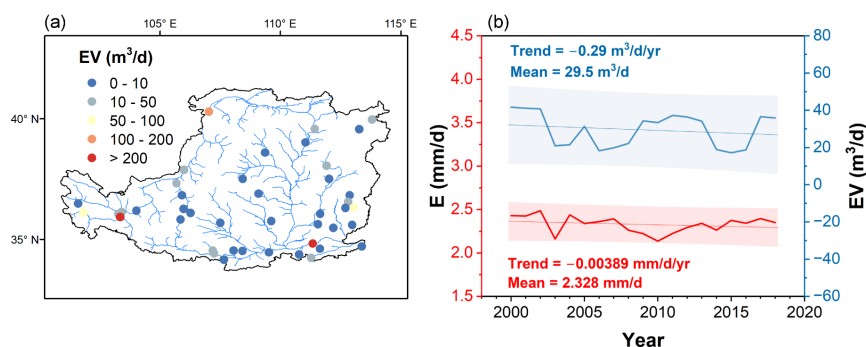 (a)
105° E
110° E
115° E
EV (m³/d)
0 - 10
10 - 50
50 - 100
100 - 200
> 200
40° N
35° N
(b)
4.5
4.0
3.5
3.0
2.5
2.0
1.5
E (mm/d)
Trend = −0.29 m³/d/yr
Mean = 29.5 m³/d
Trend = −0.00389 mm/d/yr
Mean = 2.328 mm/d
80
60
40
20
0
−20
−40
−60
EV (m³/d)
2000
2005
2010
2015
2020
Year